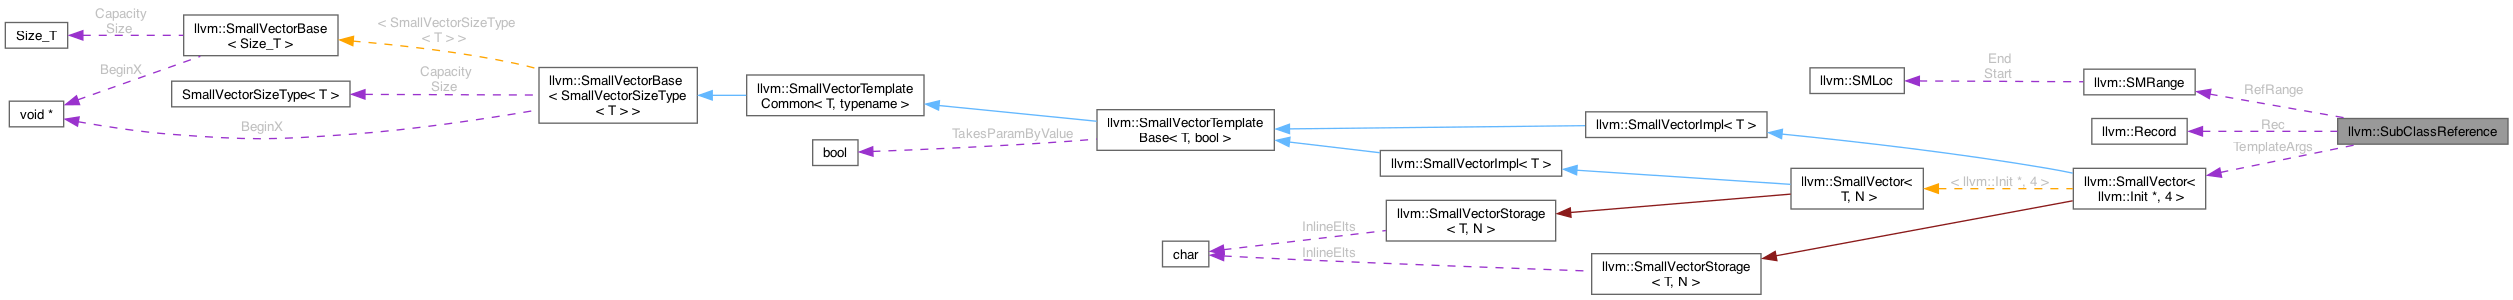 Size_T
Capacity
Size
llvm::SmallVectorBase
< Size_T >
< SmallVectorSizeType
< T > >
BeginX
SmallVectorSizeType< T >
Capacity
Size
void *
BeginX
llvm::SmallVectorBase
< SmallVectorSizeType
< T > >
llvm::SmallVectorTemplate
Common< T, typename >
bool
TakesParamByValue
llvm::SmallVectorTemplate
Base< T, bool >
llvm::SmallVectorImpl< T >
llvm::SmallVectorImpl< T >
char
InlineElts
InlineElts
llvm::SmallVectorStorage
< T, N >
llvm::SmallVectorStorage
< T, N >
llvm::SmallVector<
T, N >
< llvm::Init *, 4 >
llvm::SmallVector<
llvm::Init *, 4 >
llvm::SMLoc
End
Start
llvm::SMRange
RefRange
llvm::Record
Rec
TemplateArgs
llvm::SubClassReference